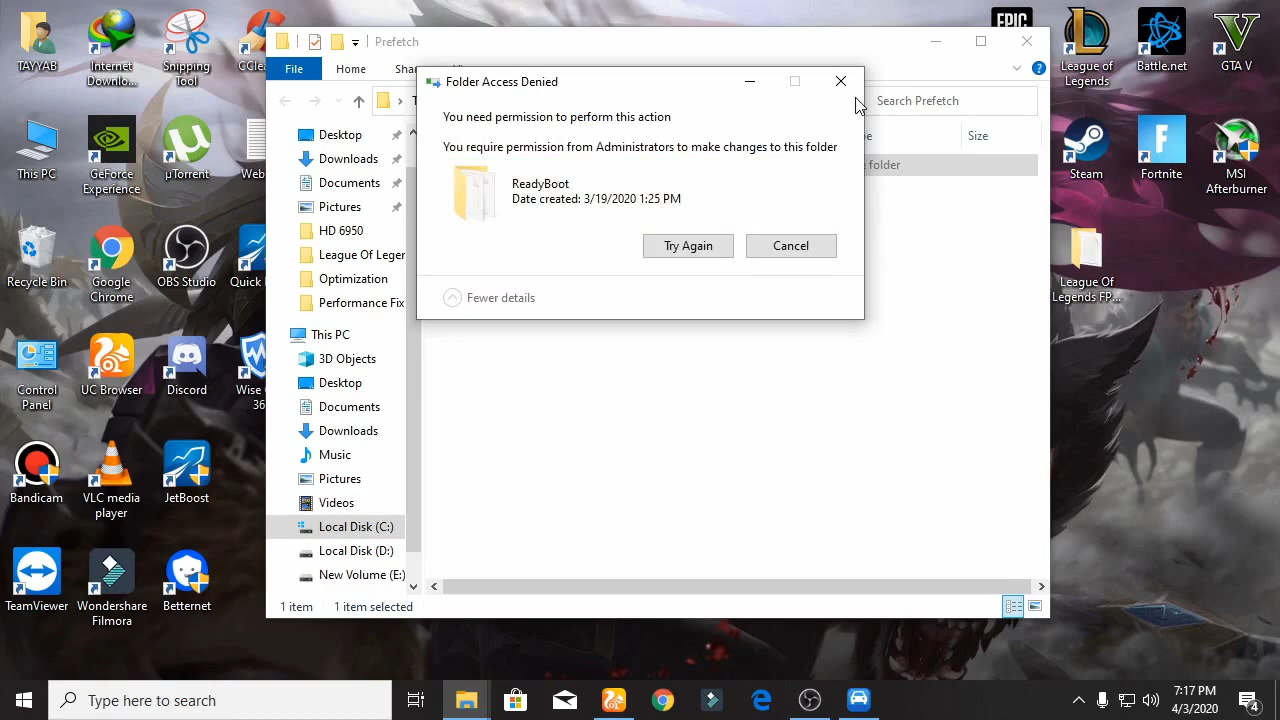 TAYYAB
Internet
Downlo...
Snipping
Tool
CClea
EPIC
League of
Legends
Battle.net
GTA V
This PC
GeForce
Experience
µTorrent
Web
Steam
Fortnite
MSI
Afterburner
Recycle Bin
Google
Chrome
OBS Studio
Quick
League Of
Legends FP...
Control
Panel
UC Browser
Discord
Wise
36
Bandicam
VLC media
player
JetBoost
TeamViewer
Wondershare
Filmora
Betternet
Prefetch
File
Home
Shar
Search Prefetch
Size
folder
Desktop
Downloads
Documents
Pictures
HD 6950
League Of Leger
Optimization
Performance Fix
This PC
3D Objects
Desktop
Documents
Downloads
Music
Pictures
Videos
Local Disk (C:)
Local Disk (D:)
New Volume (E:)
1 item
1 item selected
Folder Access Denied
You need permission to perform this action
You require permission from Administrators to make changes to this folder
ReadyBoot
Date created: 3/19/2020 1:25 PM
Try Again
Cancel
Fewer details
Type here to search
7:17 PM
4/3/2020
4